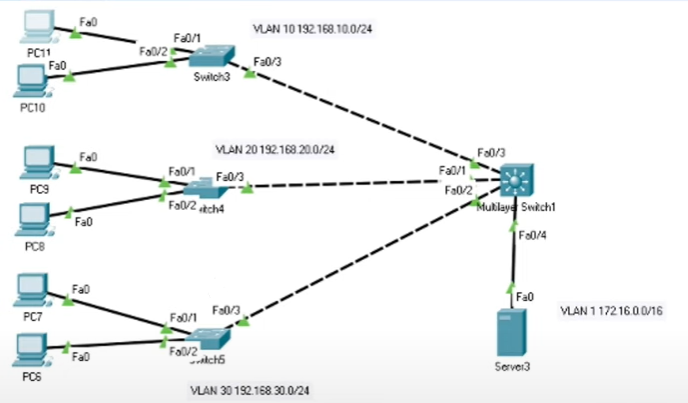 Fa0
Fa0/1
VLAN 10 192.168.10.0/24
PC11
Fa0
Fa0/2
Fa0/3
Switch3
PC10
VLAN 20 192.168.20.0/24
Fa0
Fa0/3
Fa0/1
Fa0/1
Fa0/3
PC9
Fa0/2
Fa0/2
itch4
Multilayer Switch1
Fa0
PC8
Fa0/4
Fa0
Fa0/3
Fa0
PC7
Fa0/1
VLAN 1 172.16.0.0/16
Fa0/2
itch5
Fa0
Server3
PC6
VLAN 30 192.168.30.0/24